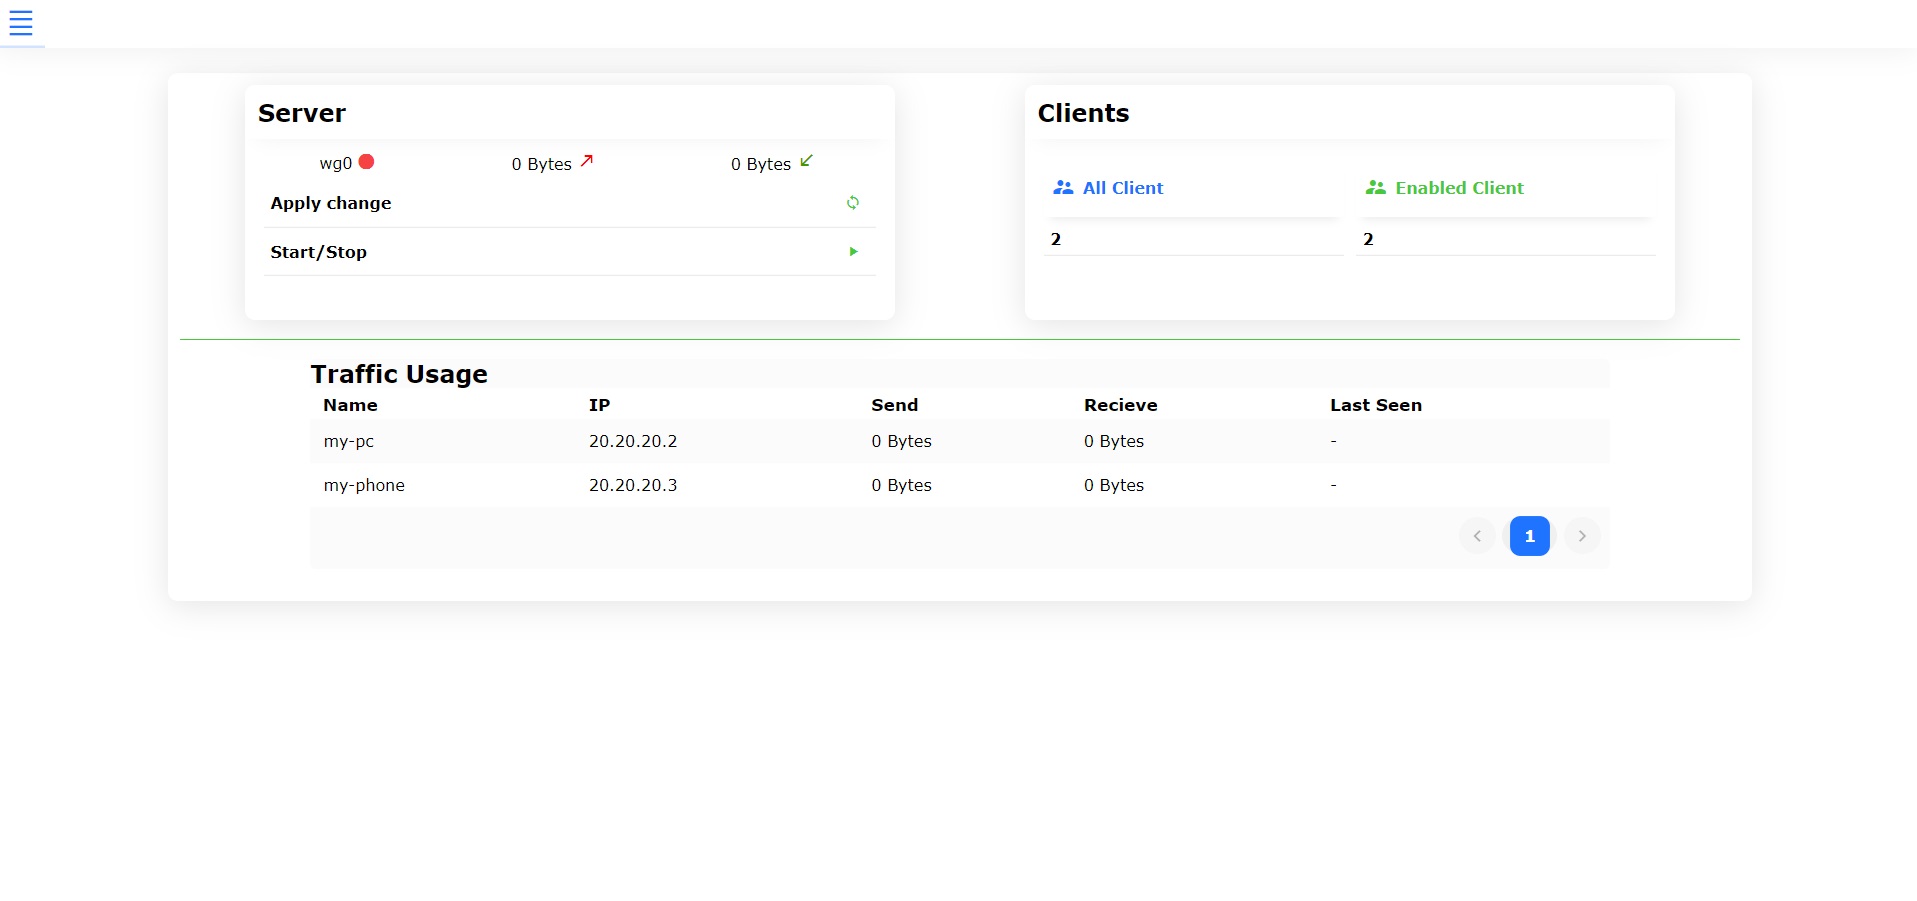 Server
wg0 0 Bytes 0 Bytes
Apply change
Start/Stop
Clients
All Client Enabled Client
2 2
Traffic Usage
Name IP Send Recieve Last Seen
my-pc 20.20.20.2 0 Bytes 0 Bytes -
my-phone 20.20.20.3 0 Bytes 0 Bytes -
1